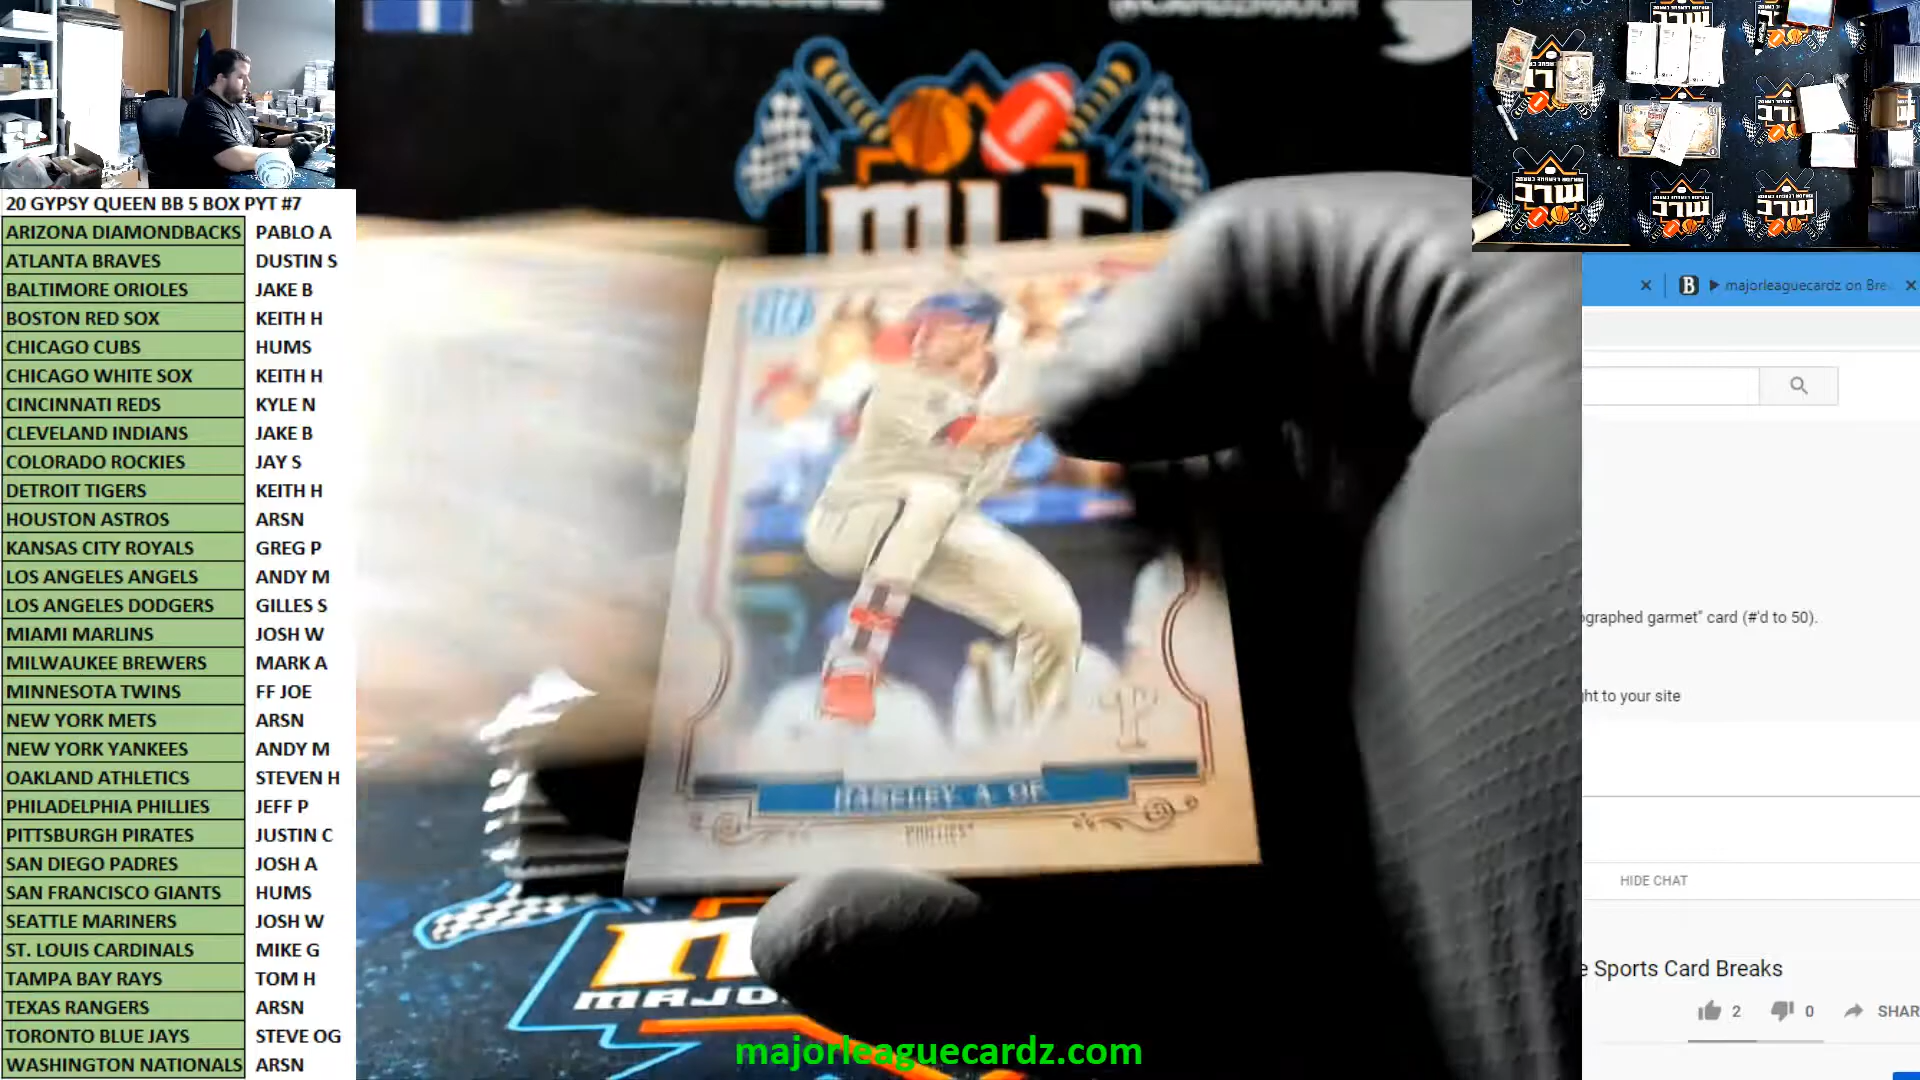 20 GYPSY QUEEN BB 5 BOX PYT #7
ARIZONA DIAMONDBACKS PABLO A
ATLANTA BRAVES DUSTIN S
BALTIMORE ORIOLES JAKE B
BOSTON RED SOX KEITH H
CHICAGO CUBS HUMS
CHICAGO WHITE SOX KEITH H
CINCINNATI REDS KYLE N
CLEVELAND INDIANS JAKE B
COLORADO ROCKIES JAY S
DETROIT TIGERS KEITH H
HOUSTON ASTROS ARSN
KANSAS CITY ROYALS GREG P
LOS ANGELES ANGELS ANDY M
LOS ANGELES DODGERS GILLES S
MIAMI MARLINS JOSH W
MILWAUKEE BREWERS MARK A
MINNESOTA TWINS FF JOE
NEW YORK METS ARSN
NEW YORK YANKEES ANDY M
OAKLAND ATHLETICS STEVEN H
PHILADELPHIA PHILLIES JEFF P
PITTSBURGH PIRATES JUSTIN C
SAN DIEGO PADRES JOSH A
SAN FRANCISCO GIANTS HUMS
SEATTLE MARINERS JOSH W
ST. LOUIS CARDINALS MIKE G
TAMPA BAY RAYS TOM H
TEXAS RANGERS ARSN
TORONTO BLUE JAYS STEVE OG
WASHINGTON NATIONALS ARSN
MLC
HASELEY, A. OF
PHILLIES
MAJO
majorleaguecardz.com
majorleaguecardz on Bre
ographed garmet" card (#'d to 50).
ht to your site
HIDE CHAT
e Sports Card Breaks
2 0 SHAR